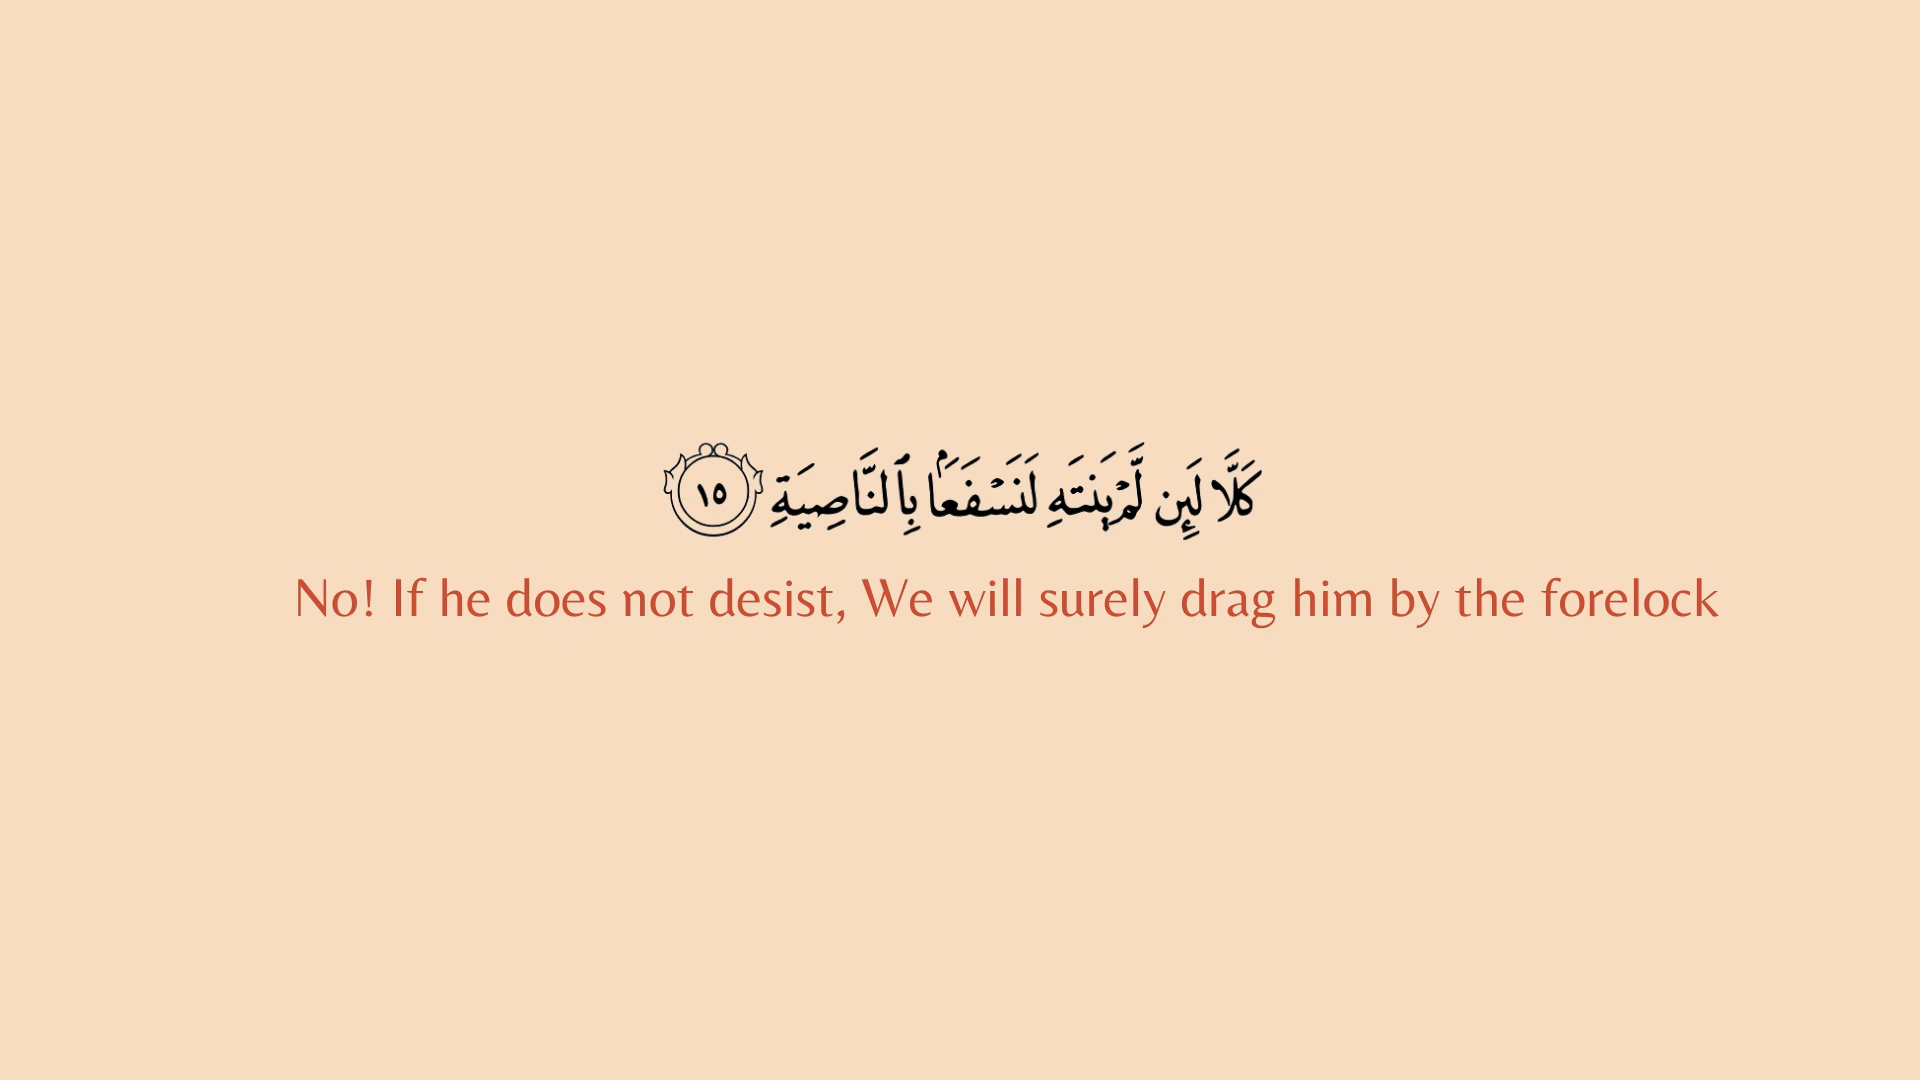 كَلَّا لَئِن لَّمۡ يَنتَهِ لَنَسۡفَعَۢا بِٱلنَّاصِيَةِ ١٥
No! If he does not desist, We will surely drag him by the forelock